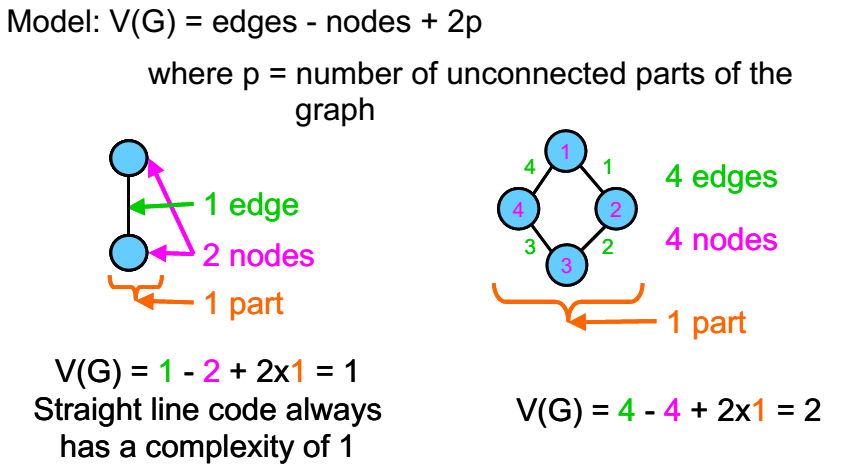 Model: V(G) = edges - nodes + 2p
where p = number of unconnected parts of the
graph
1 edge
2 nodes
1 part
V(G) = 1 - 2 + 2x1 = 1
Straight line code always
has a complexity of 1
1
4 1
4 2
3 2
3
4 edges
4 nodes
1 part
V(G) = 4 - 4 + 2x1 = 2